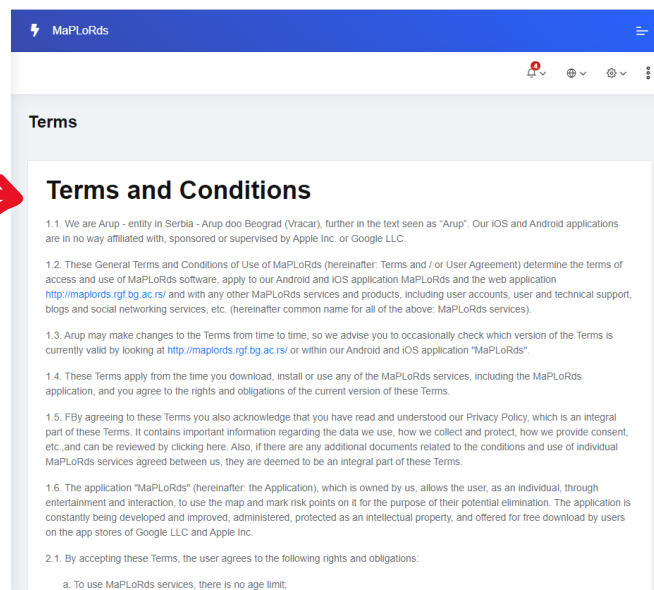 MaPLoRds
4
Terms
Terms and Conditions
1.1. We are Arup - entity in Serbia - Arup doo Beograd (Vracar), further in the text seen as “Arup”. Our iOS and Android applications
are in no way affiliated with, sponsored or supervised by Apple Inc. or Google LLC.
1.2. These General Terms and Conditions of Use of MaPLoRds (hereinafter: Terms and / or User Agreement) determine the terms of
access and use of MaPLoRds software, apply to our Android and iOS application MaPLoRds and the web application
http://maplords.rgf.bg.ac.rs/ and with any other MaPLoRds services and products, including user accounts, user and technical support,
blogs and social networking services, etc. (hereinafter common name for all of the above: MaPLoRds services).
1.3. Arup may make changes to the Terms from time to time, so we advise you to occasionally check which version of the Terms is
currently valid by looking at http://maplords.rgf.bg.ac.rs/ or within our Android and iOS application "MaPLoRds".
1.4. These Terms apply from the time you download, install or use any of the MaPLoRds services, including the MaPLoRds
application, and you agree to the rights and obligations of the current version of these Terms.
1.5. FBy agreeing to these Terms you also acknowledge that you have read and understood our Privacy Policy, which is an integral
part of these Terms. It contains important information regarding the data we use, how we collect and protect, how we provide consent,
etc.,and can be reviewed by clicking here. Also, if there are any additional documents related to the conditions and use of individual
MaPLoRds services agreed between us, they are deemed to be an integral part of these Terms.
1.6. The application "MaPLoRds" (hereinafter: the Application), which is owned by us, allows the user, as an individual, through
entertainment and interaction, to use the map and mark risk points on it for the purpose of their potential elimination. The application is
constantly being developed and improved, administered, protected as an intellectual property, and offered for free download by users
on the app stores of Google LLC and Apple Inc.
2.1. By accepting these Terms, the user agrees to the following rights and obligations:
a. To use MaPLoRds services, there is no age limit;